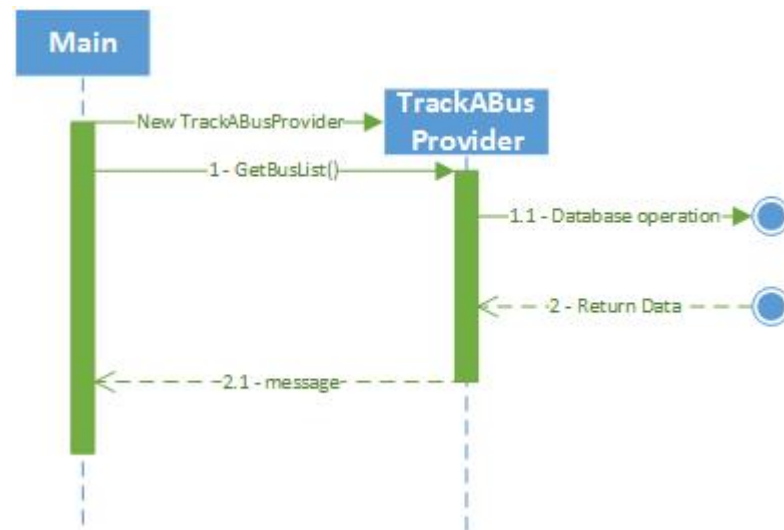 Main
TrackABus
Provider
New TrackABusProvider
1 - GetBusList()
1.1 - Database operation
2 - Return Data
2.1 - message